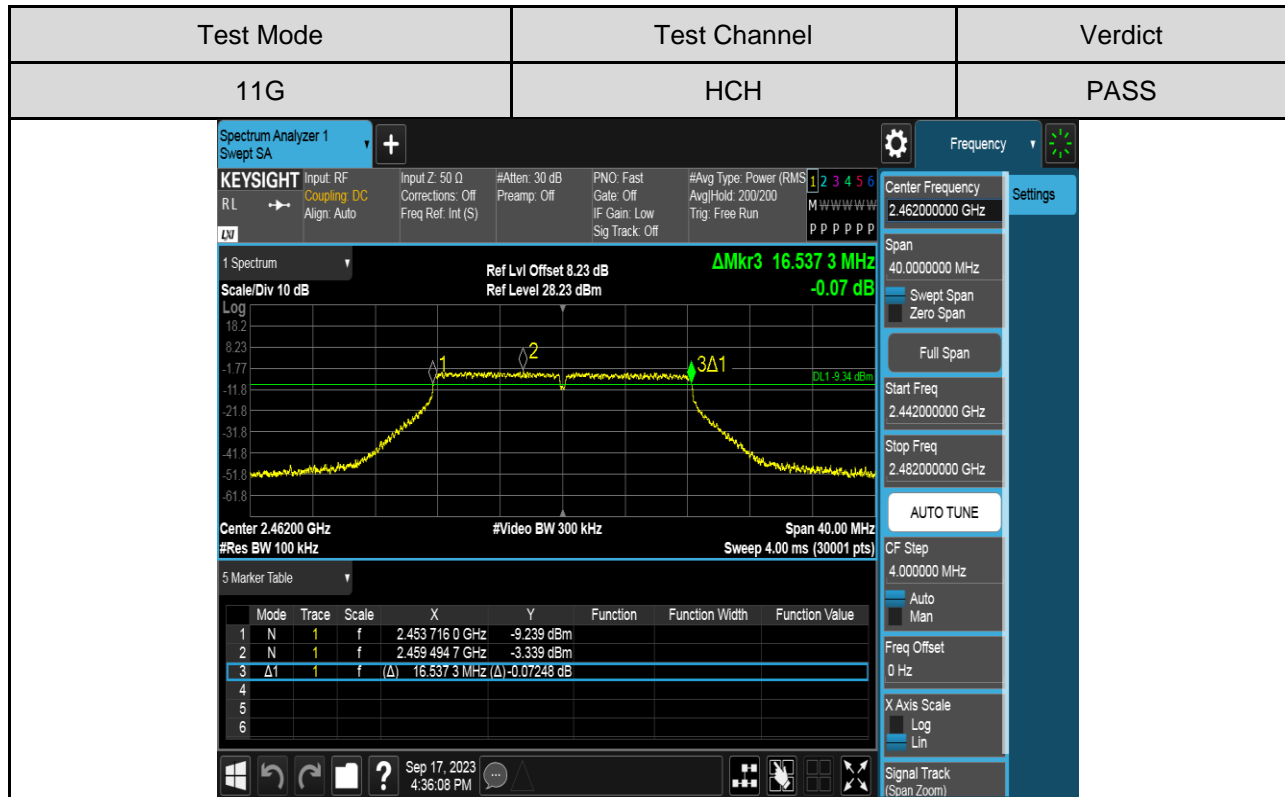 Test Mode Test Channel Verdict
11G HCH PASS
Spectrum Analyzer 1
Swept SA
+
Frequency
KEYSIGHT
RL
LXI
Input: RF
Coupling: DC
Align: Auto
Input Z: 50 Ω
Corrections: Off
Freq Ref: Int (S)
#Atten: 30 dB
Preamp: Off
PNO: Fast
Gate: Off
IF Gain: Low
Sig Track: Off
#Avg Type: Power (RMS
Avg|Hold: 200/200
Trig: Free Run
1 2 3 4 5 6
M W W W W W
P P P P P P
1 Spectrum
Scale/Div 10 dB
Ref Lvl Offset 8.23 dB
Ref Level 28.23 dBm
ΔMkr3 16.537 3 MHz
-0.07 dB
Log
18.2
8.23
-1.77
-11.8
-21.8
-31.8
-41.8
-51.8
-61.8
1
2
3Δ1
DL1 -9.34 dBm
Center 2.46200 GHz #Video BW 300 kHz Span 40.00 MHz
#Res BW 100 kHz Sweep 4.00 ms (30001 pts)
5 Marker Table
Mode Trace Scale X Y Function Function Width Function Value
1 N 1 f 2.453 716 0 GHz -9.239 dBm
2 N 1 f 2.459 494 7 GHz -3.339 dBm
3 Δ1 1 f (Δ) 16.537 3 MHz (Δ) -0.07248 dB
4
5
6
?
Sep 17, 2023
4:36:08 PM
Center Frequency
2.462000000 GHz
Settings
Span
40.0000000 MHz
Swept Span
Zero Span
Full Span
Start Freq
2.442000000 GHz
Stop Freq
2.482000000 GHz
AUTO TUNE
CF Step
4.000000 MHz
Auto
Man
Freq Offset
0 Hz
X Axis Scale
Log
Lin
Signal Track
(Span Zoom)